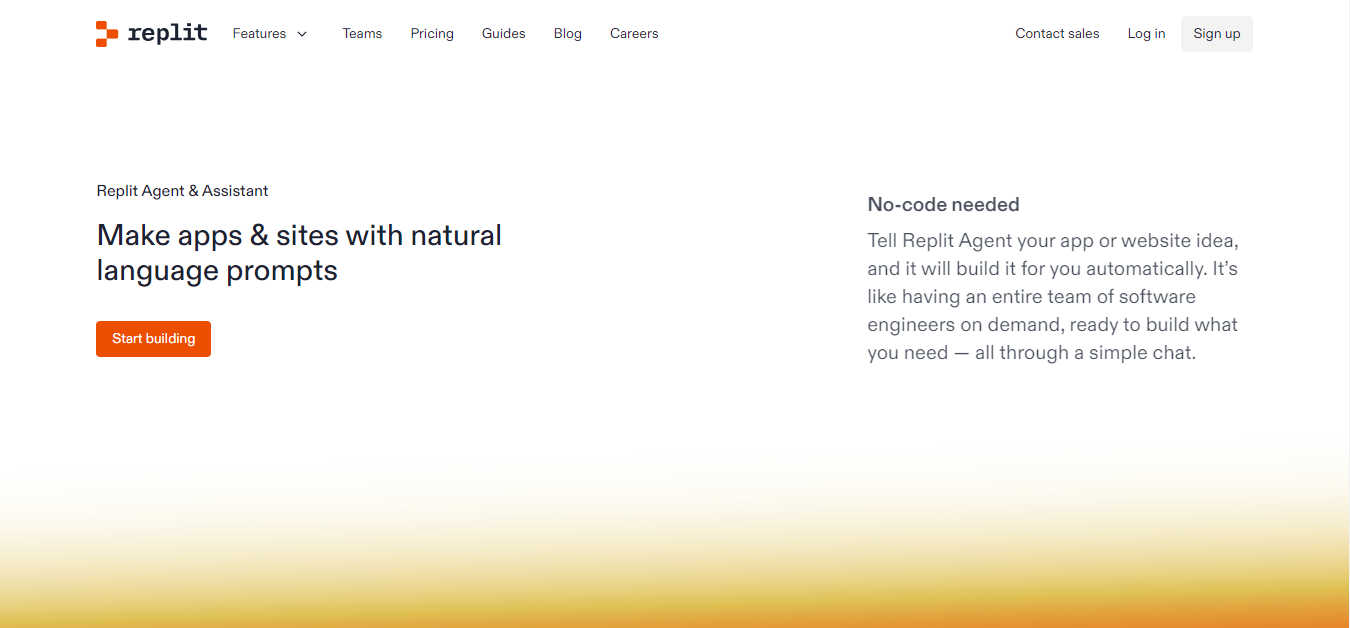 replit
Features
Teams
Pricing
Guides
Blog
Careers
Contact sales
Log in
Sign up
Replit Agent & Assistant
Make apps & sites with natural
language prompts
Start building
No-code needed
Tell Replit Agent your app or website idea,
and it will build it for you automatically. It’s
like having an entire team of software
engineers on demand, ready to build what
you need — all through a simple chat.